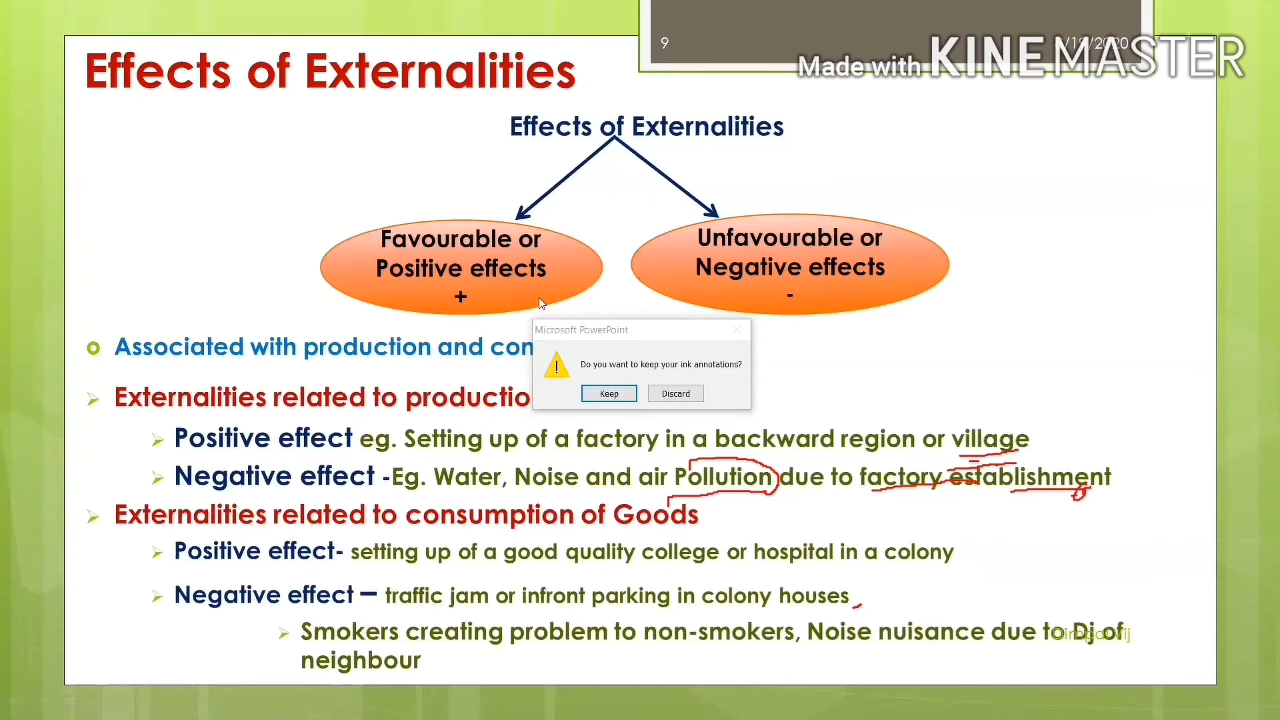 9
/19/2020
Made with KINEMASTER
Effects of Externalities
Effects of Externalities
Favourable or
Positive effects
+
Unfavourable or
Negative effects
-
Associated with production and con
Microsoft PowerPoint
Do you want to keep your ink annotations?
Keep
Discard
Externalities related to productio
Positive effect eg. Setting up of a factory in a backward region or village
Negative effect -Eg. Water, Noise and air Pollution due to factory establishment
Externalities related to consumption of Goods
Positive effect- setting up of a good quality college or hospital in a colony
Negative effect – traffic jam or infront parking in colony houses
Smokers creating problem to non-smokers, Noise nuisance due to Dj of
neighbour